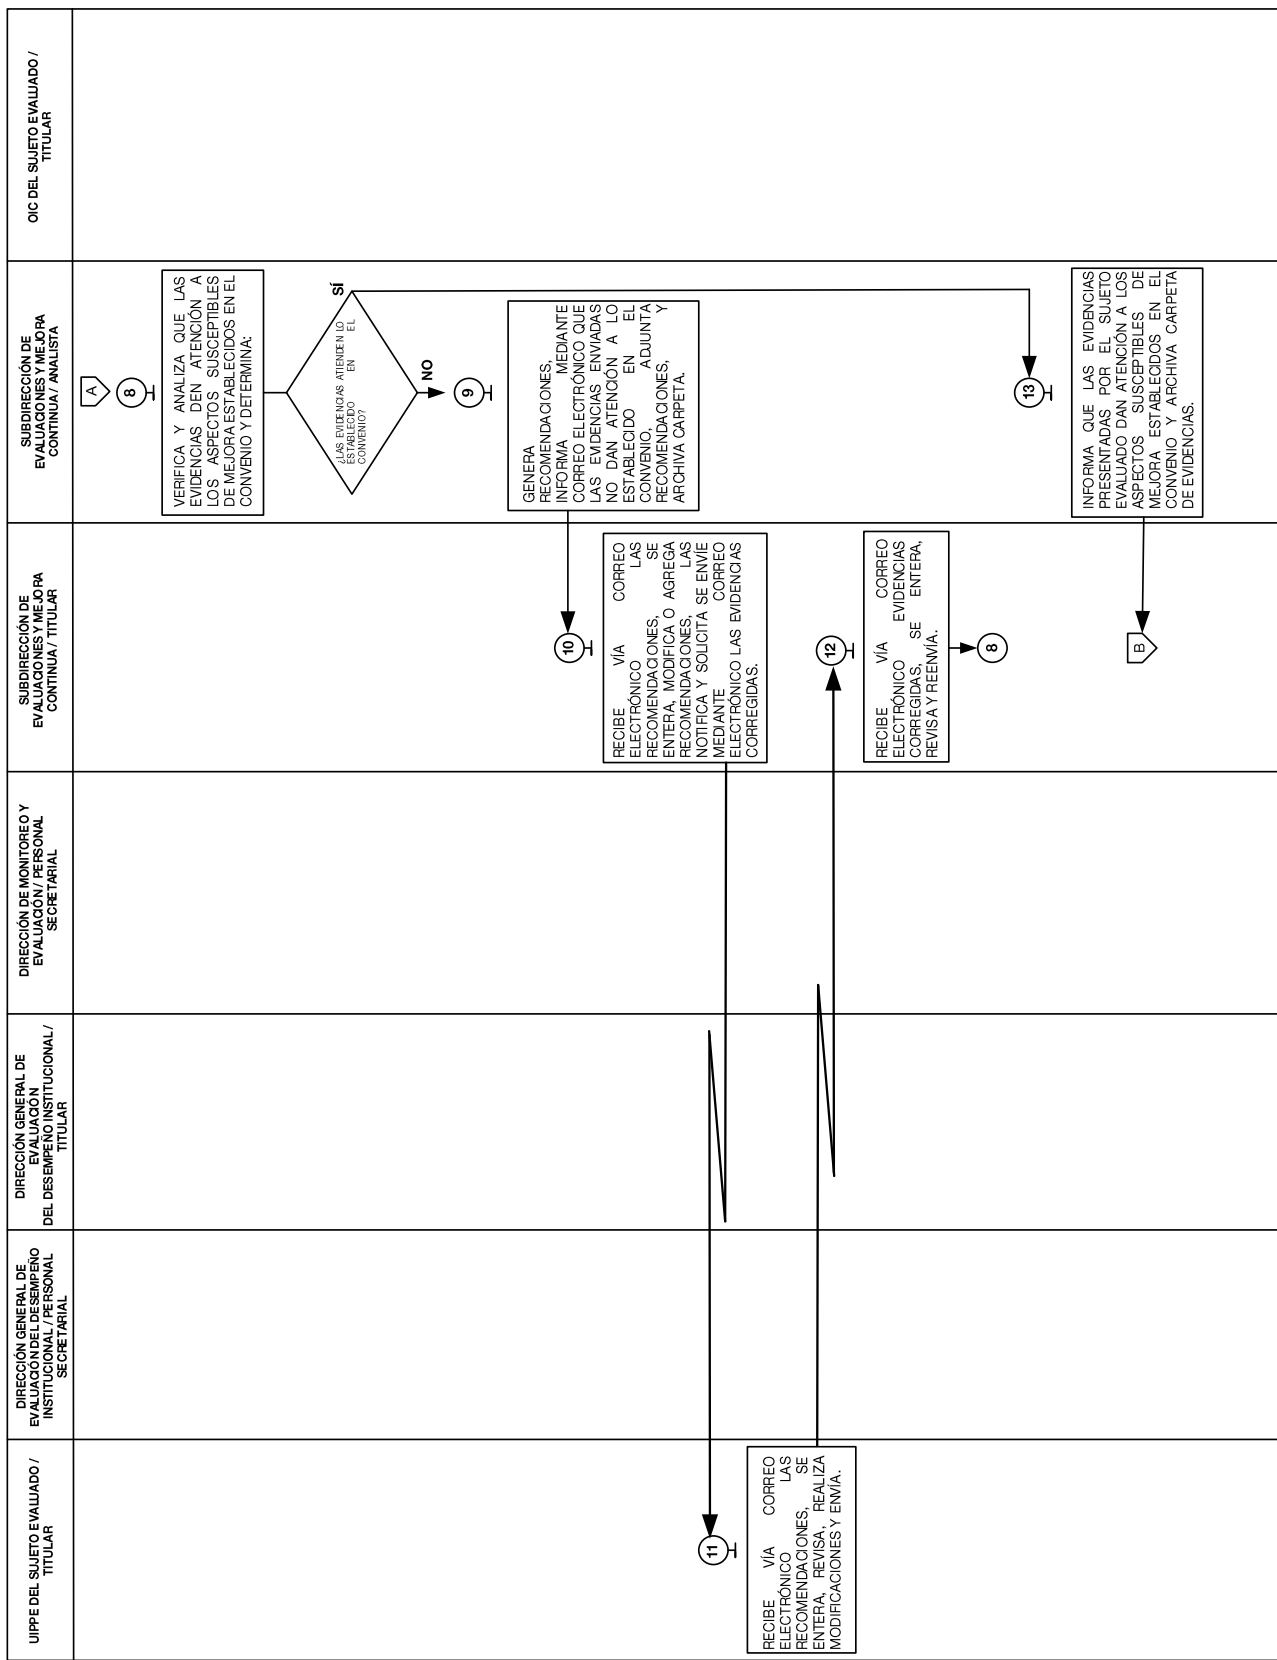 UIPPE DEL SUJETO EVALUADO /
TITULAR
DIRECCIÓN GENERAL DE
EVALUACIÓN DEL DESEMPEÑO
INSTITUCIONAL / PERSONAL
SECRETARIAL
DIRECCIÓN GENERAL DE
EVALUACIÓN
DEL DESEMPEÑO INSTITUCIONAL /
TITULAR
DIRECCIÓN DE MONITOREO Y
EVALUACIÓN / PERSONAL
SECRETARIAL
SUBDIRECCIÓN DE
EVALUACIONES Y MEJORA
CONTINUA / TITULAR
SUBDIRECCIÓN DE
EVALUACIONES Y MEJORA
CONTINUA / ANALISTA
OIC DEL SUJETO EVALUADO /
TITULAR
A
8
VERIFICA Y ANALIZA QUE LAS
EVIDENCIAS DEN ATENCIÓN A
LOS ASPECTOS SUSCEPTIBLES
DE MEJORA ESTABLECIDOS EN EL
CONVENIO Y DETERMINA:
¿LAS EVIDENCIAS ATIENDEN LO
ESTABLECIDO EN EL
CONVENIO?
SÍ
NO
9
GENERA
RECOMENDACIONES,
INFORMA MEDIANTE
CORREO ELECTRÓNICO QUE
LAS EVIDENCIAS ENVIADAS
NO DAN ATENCIÓN A LO
ESTABLECIDO EN EL
CONVENIO, ADJUNTA
RECOMENDACIONES, Y
ARCHIVA CARPETA.
10
RECIBE VÍA CORREO
ELECTRÓNICO LAS
RECOMENDACIONES, SE
ENTERA, MODIFICA O AGREGA
RECOMENDACIONES, LAS
NOTIFICA Y SOLICITA SE ENVÍE
MEDIANTE CORREO
ELECTRÓNICO LAS EVIDENCIAS
CORREGIDAS.
11
RECIBE VÍA CORREO
ELECTRÓNICO LAS
RECOMENDACIONES, SE
ENTERA, REVISA, REALIZA
MODIFICACIONES Y ENVÍA.
12
RECIBE VÍA CORREO
ELECTRÓNICO EVIDENCIAS
CORREGIDAS, SE ENTERA,
REVISA Y REENVÍA.
8
13
INFORMA QUE LAS EVIDENCIAS
PRESENTADAS POR EL SUJETO
EVALUADO DAN ATENCIÓN A LOS
ASPECTOS SUSCEPTIBLES DE
MEJORA ESTABLECIDOS EN EL
CONVENIO Y ARCHIVA CARPETA
DE EVIDENCIAS.
B